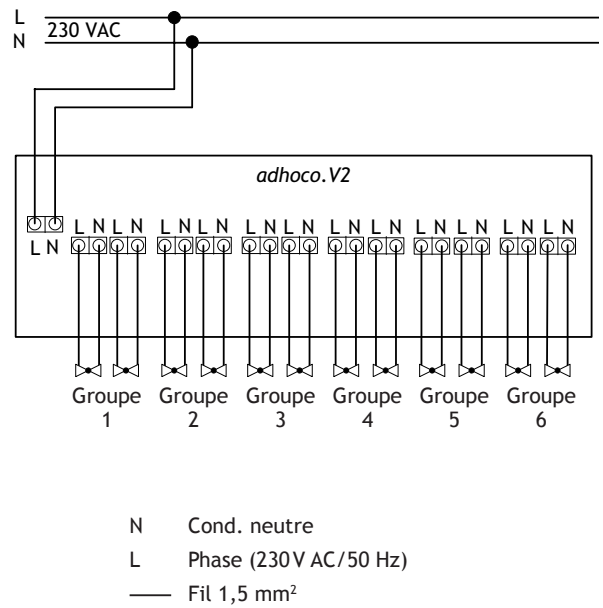 L
230 VAC
N
adhoco.V2
L N L N L N L N L N L N L N L N L N L N L N L N
L N
Groupe Groupe Groupe Groupe Groupe Groupe
1 2 3 4 5 6
N Cond. neutre
L Phase (230 V AC/50 Hz)
Fil 1,5 mm²